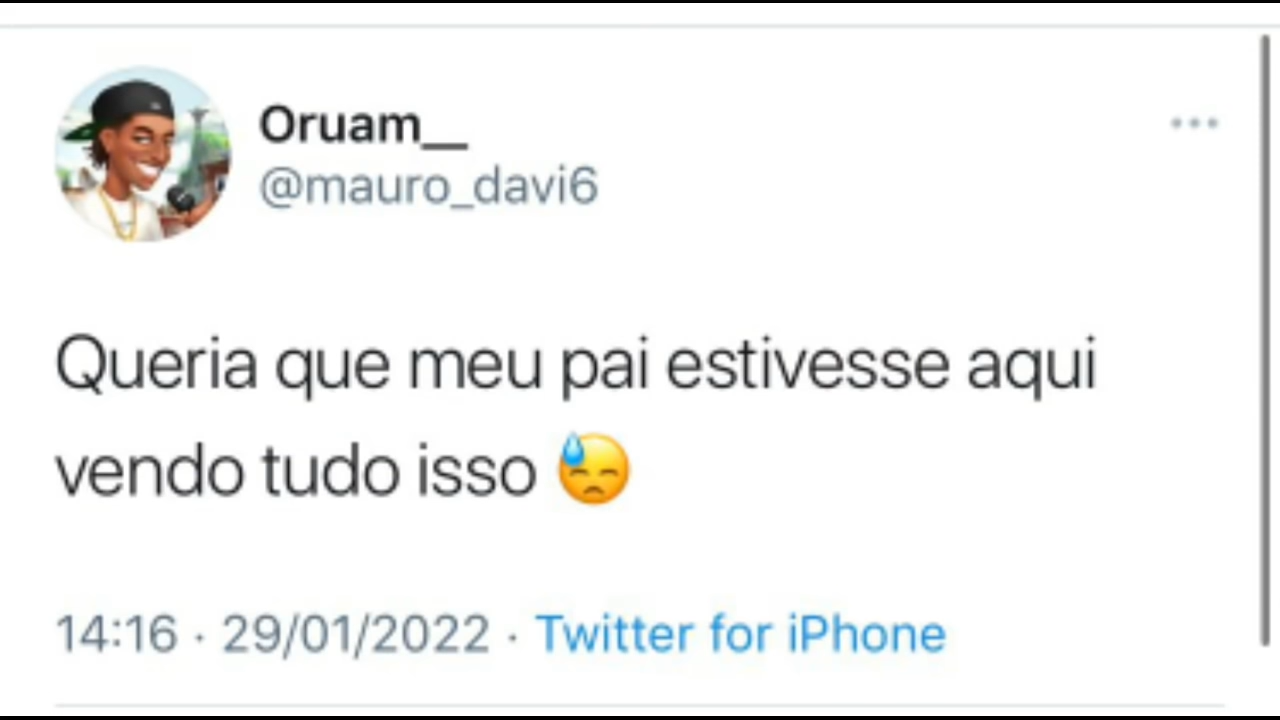 Oruam__
@mauro_davi6
Queria que meu pai estivesse aqui
vendo tudo isso 😓
14:16 · 29/01/2022 · Twitter for iPhone